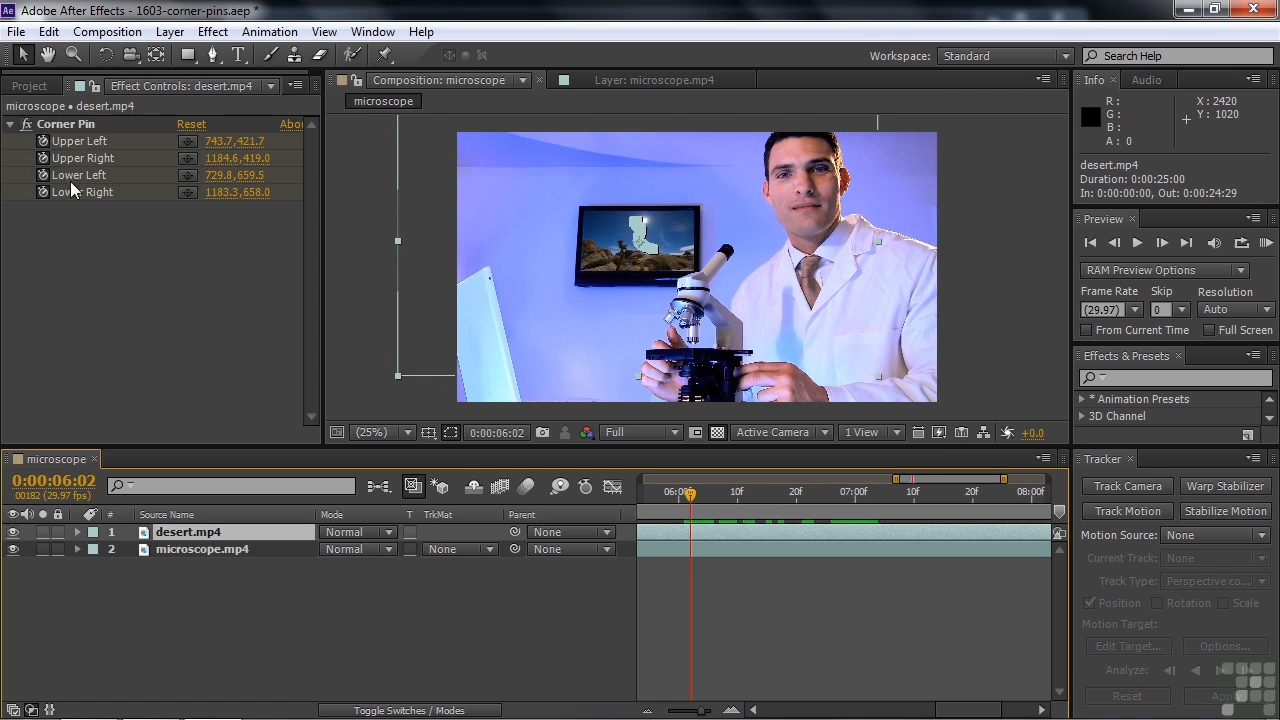 Ae Adobe After Effects - 1603-corner-pins.aep *
File Edit Composition Layer Effect Animation View Window Help
Workspace: Standard Search Help
Project Effect Controls: desert.mp4 Composition: microscope Layer: microscope.mp4 Info Audio
microscope • desert.mp4 microscope
fx Corner Pin Reset Abou
Upper Left 743.7,421.7
Upper Right 1184.6,419.0
Lower Left 729.8,659.5
Lower Right 1183.3,658.0
R: X: 2420
G: Y: 1020
B:
A: 0
desert.mp4
Duration: 0:00:25:00
In: 0:00:00:00, Out: 0:00:24:29
Preview
RAM Preview Options
Frame Rate Skip Resolution
(29.97) 0 Auto
From Current Time Full Screen
Effects & Presets
* Animation Presets
3D Channel
(25%) 0:00:06:02 Full Active Camera 1 View +0.0
microscope
0:00:06:02
00182 (29.97 fps)
06:00f 10f 20f 07:00f 10f 20f 08:00f
# Source Name Mode T TrkMat Parent
1 desert.mp4 Normal None
2 microscope.mp4 Normal None None
Toggle Switches / Modes
Tracker
Track Camera Warp Stabilizer
Track Motion Stabilize Motion
Motion Source: None
Current Track: None
Track Type: Perspective co...
Position Rotation Scale
Motion Target:
Edit Target... Options...
Analyze:
Reset